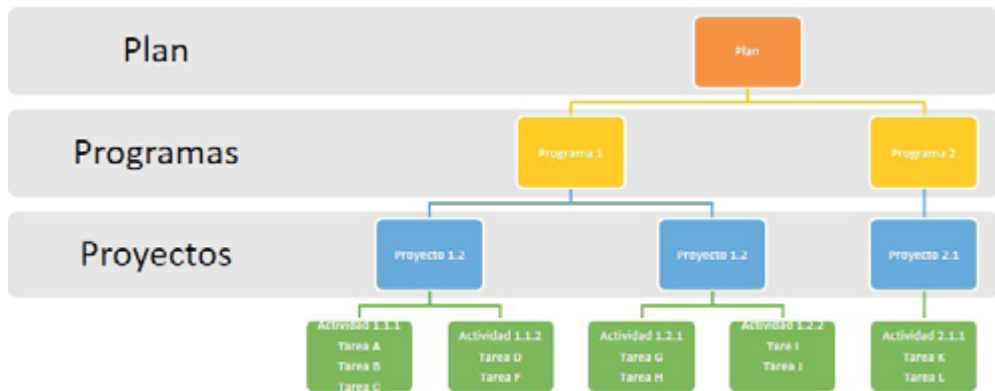 Plan
Plan
Programas
Programa 1
Programa 2
Proyectos
Proyecto 1.2
Proyecto 1.2
Proyecto 2.1
Actividad 1.1.1
Tarea A
Tarea B
Tarea C
Actividad 1.1.2
Tarea D
Tarea F
Actividad 1.2.1
Tarea G
Tarea H
Actividad 1.2.2
Tare I
Tarea J
Actividad 2.1.1
Tarea K
Tarea L